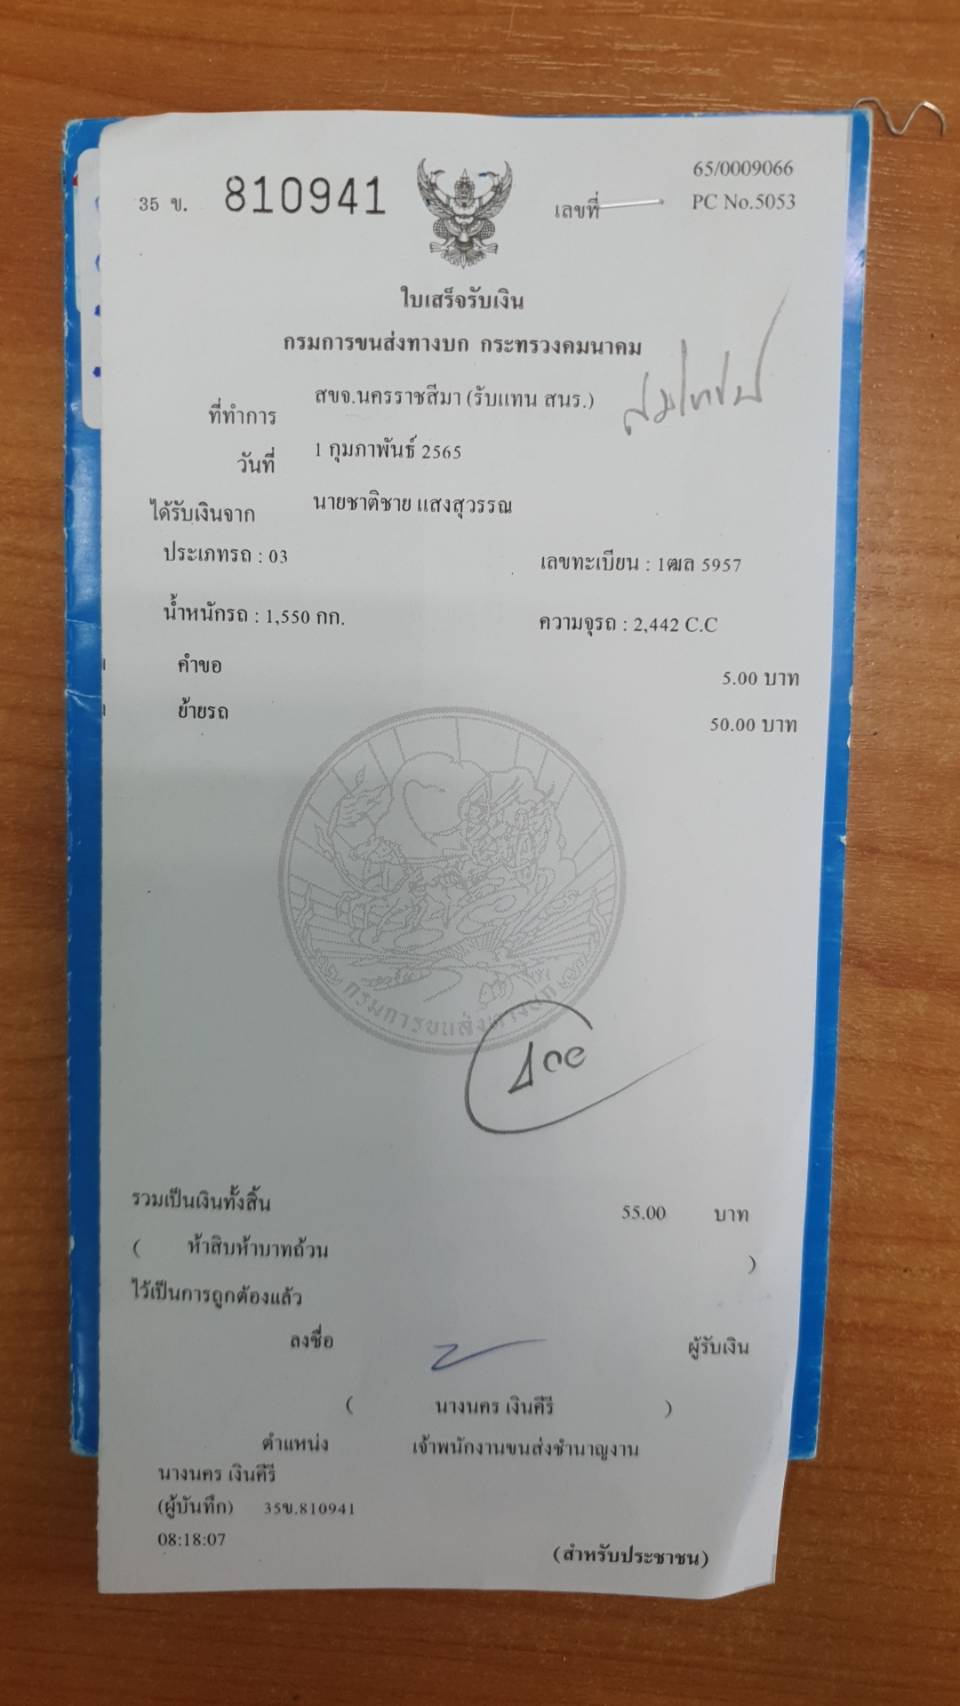 35 ข. 810941 เลขที่ 65/0009066
PC No.5053
ใบเสร็จรับเงิน
กรมการขนส่งทางบก กระทรวงคมนาคม
ที่ทำการ สขจ.นครราชสีมา (รับแทน สนร.)
วันที่ 1 กุมภาพันธ์ 2565
ได้รับเงินจาก นายชาติชาย แสงสุวรรณ
ประเภทรถ : 03 เลขทะเบียน : 1ฒล 5957
น้ำหนักรถ : 1,550 กก. ความจุรถ : 2,442 C.C
คำขอ 5.00 บาท
ย้ายรถ 50.00 บาท
กรมการขนส่งทางบก
รวมเป็นเงินทั้งสิ้น 55.00 บาท
( ห้าสิบห้าบาทถ้วน )
ไว้เป็นการถูกต้องแล้ว
ลงชื่อ ผู้รับเงิน
( นางนคร เงินคีรี )
ตำแหน่ง เจ้าพนักงานขนส่งชำนาญงาน
นางนคร เงินคีรี
(ผู้บันทึก) 35ข.810941
08:18:07
(สำหรับประชาชน)